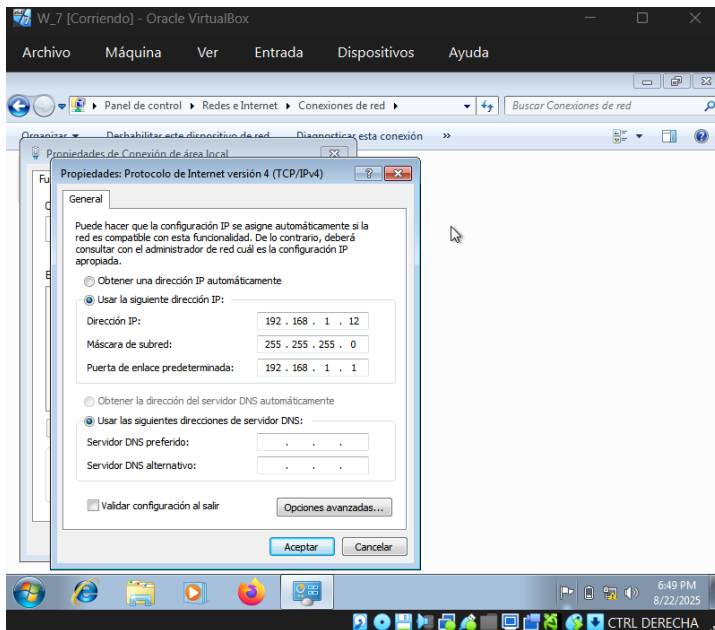 W_7 [Corriendo] - Oracle VirtualBox
Archivo Máquina Ver Entrada Dispositivos Ayuda
Panel de control Redes e Internet Conexiones de red Buscar Conexiones de red
Organizar Deshabilitar este dispositivo de red Diagnosticar esta conexión »
Propiedades de Conexión de área local
Fu
Propiedades: Protocolo de Internet versión 4 (TCP/IPv4)
General
Puede hacer que la configuración IP se asigne automáticamente si la
red es compatible con esta funcionalidad. De lo contrario, deberá
consultar con el administrador de red cuál es la configuración IP
apropiada.
Obtener una dirección IP automáticamente
Usar la siguiente dirección IP:
Dirección IP: 192 . 168 . 1 . 12
Máscara de subred: 255 . 255 . 255 . 0
Puerta de enlace predeterminada: 192 . 168 . 1 . 1
Obtener la dirección del servidor DNS automáticamente
Usar las siguientes direcciones de servidor DNS:
Servidor DNS preferido: . . .
Servidor DNS alternativo: . . .
Validar configuración al salir Opciones avanzadas...
Aceptar Cancelar
6:49 PM
8/22/2025
CTRL DERECHA